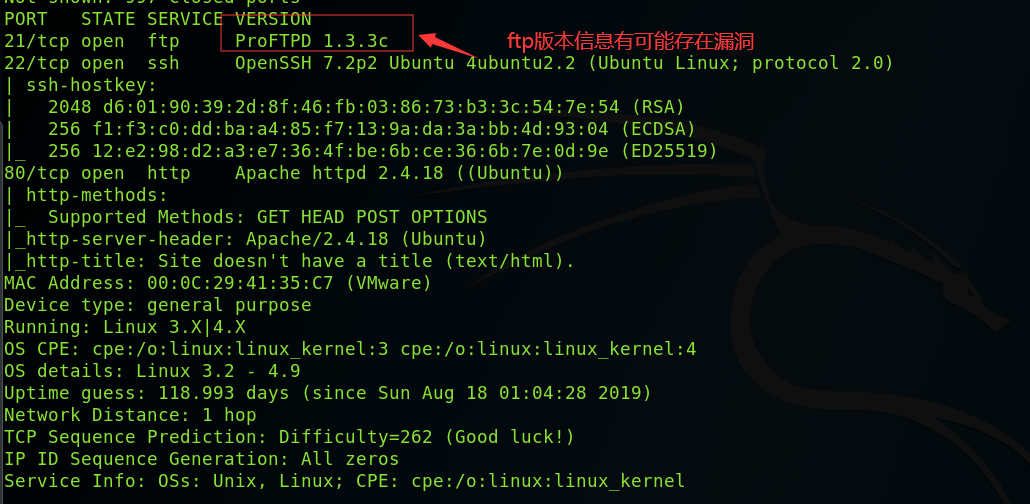 Not shown: 997 closed ports
PORT   STATE SERVICE VERSION
21/tcp open  ftp     ProFTPD 1.3.3c
ftp版本信息有可能存在漏洞
22/tcp open  ssh     OpenSSH 7.2p2 Ubuntu 4ubuntu2.2 (Ubuntu Linux; protocol 2.0)
| ssh-hostkey:
|   2048 d6:01:90:39:2d:8f:46:fb:03:86:73:b3:3c:54:7e:54 (RSA)
|   256 f1:f3:c0:dd:ba:a4:85:f7:13:9a:da:3a:bb:4d:93:04 (ECDSA)
|_  256 12:e2:98:d2:a3:e7:36:4f:be:6b:ce:36:6b:7e:0d:9e (ED25519)
80/tcp open  http    Apache httpd 2.4.18 ((Ubuntu))
| http-methods:
|_  Supported Methods: GET HEAD POST OPTIONS
|_http-server-header: Apache/2.4.18 (Ubuntu)
|_http-title: Site doesn't have a title (text/html).
MAC Address: 00:0C:29:41:35:C7 (VMware)
Device type: general purpose
Running: Linux 3.X|4.X
OS CPE: cpe:/o:linux:linux_kernel:3 cpe:/o:linux:linux_kernel:4
OS details: Linux 3.2 - 4.9
Uptime guess: 118.993 days (since Sun Aug 18 01:04:28 2019)
Network Distance: 1 hop
TCP Sequence Prediction: Difficulty=262 (Good luck!)
IP ID Sequence Generation: All zeros
Service Info: OSs: Unix, Linux; CPE: cpe:/o:linux:linux_kernel